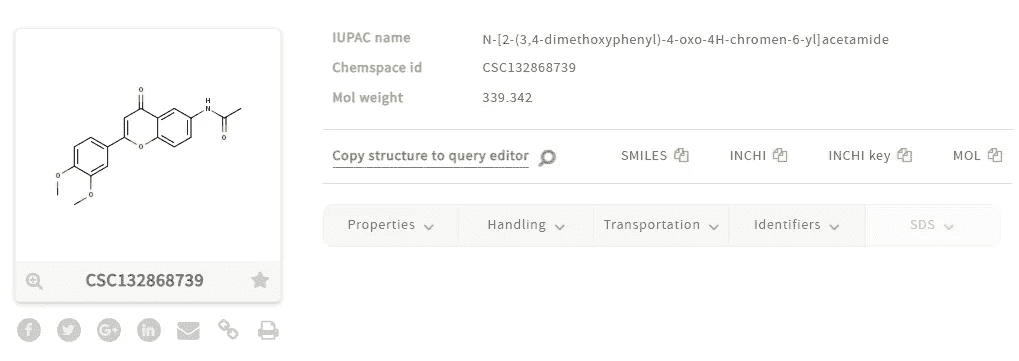 IUPAC name N-[2-(3,4-dimethoxyphenyl)-4-oxo-4H-chromen-6-yl]acetamide
Chemspace id CSC132868739
Mol weight 339.342
O
H
N
O
O
O
O
Copy structure to query editor SMILES INCHI INCHI key MOL
Properties Handling Transportation Identifiers SDS
CSC132868739
f G+ in